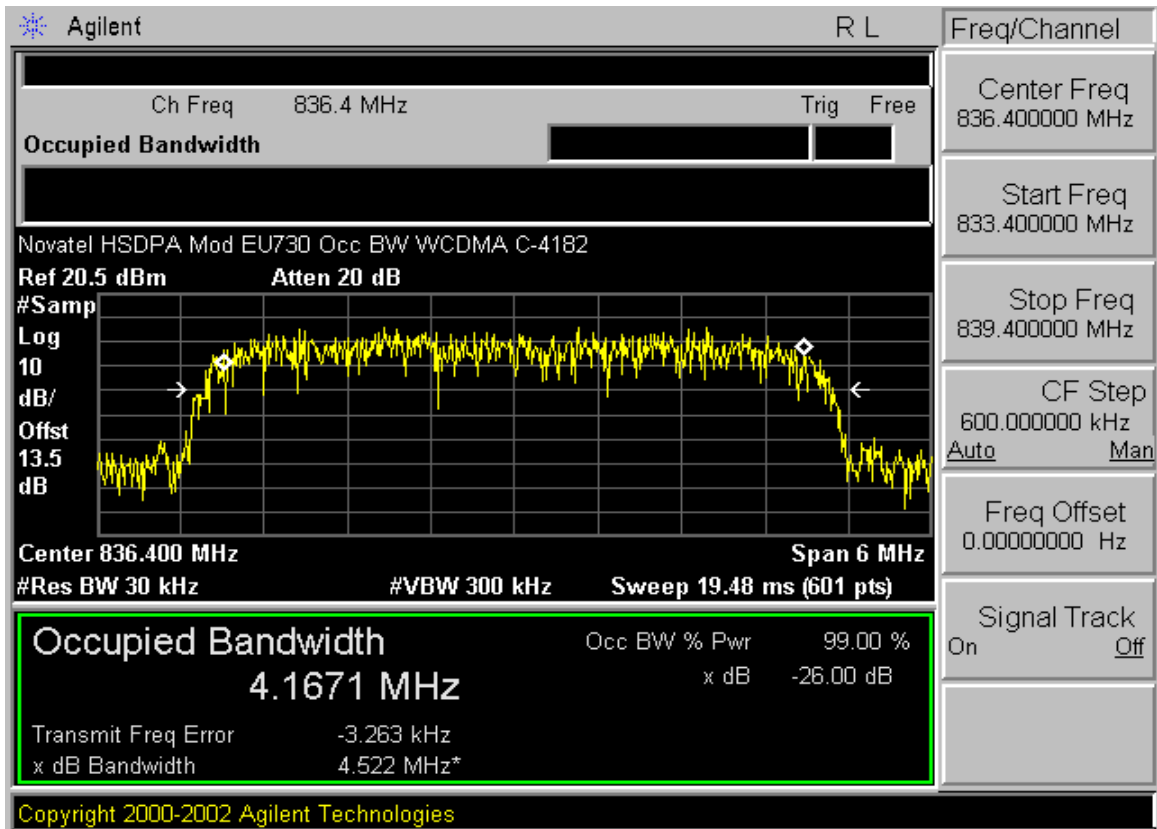 Agilent R L
Freq/Channel
Ch Freq 836.4 MHz Trig Free
Occupied Bandwidth
Center Freq
836.400000 MHz
Start Freq
833.400000 MHz
Stop Freq
839.400000 MHz
CF Step
600.000000 kHz
Auto Man
Freq Offset
0.00000000 Hz
Signal Track
On Off
Novatel HSDPA Mod EU730 Occ BW WCDMA C-4182
Ref 20.5 dBm Atten 20 dB
#Samp
Log
10
dB/
Offst
13.5
dB
Center 836.400 MHz Span 6 MHz
#Res BW 30 kHz #VBW 300 kHz Sweep 19.48 ms (601 pts)
Occupied Bandwidth Occ BW % Pwr 99.00 %
4.1671 MHz x dB -26.00 dB
Transmit Freq Error -3.263 kHz
x dB Bandwidth 4.522 MHz*
Copyright 2000-2002 Agilent Technologies